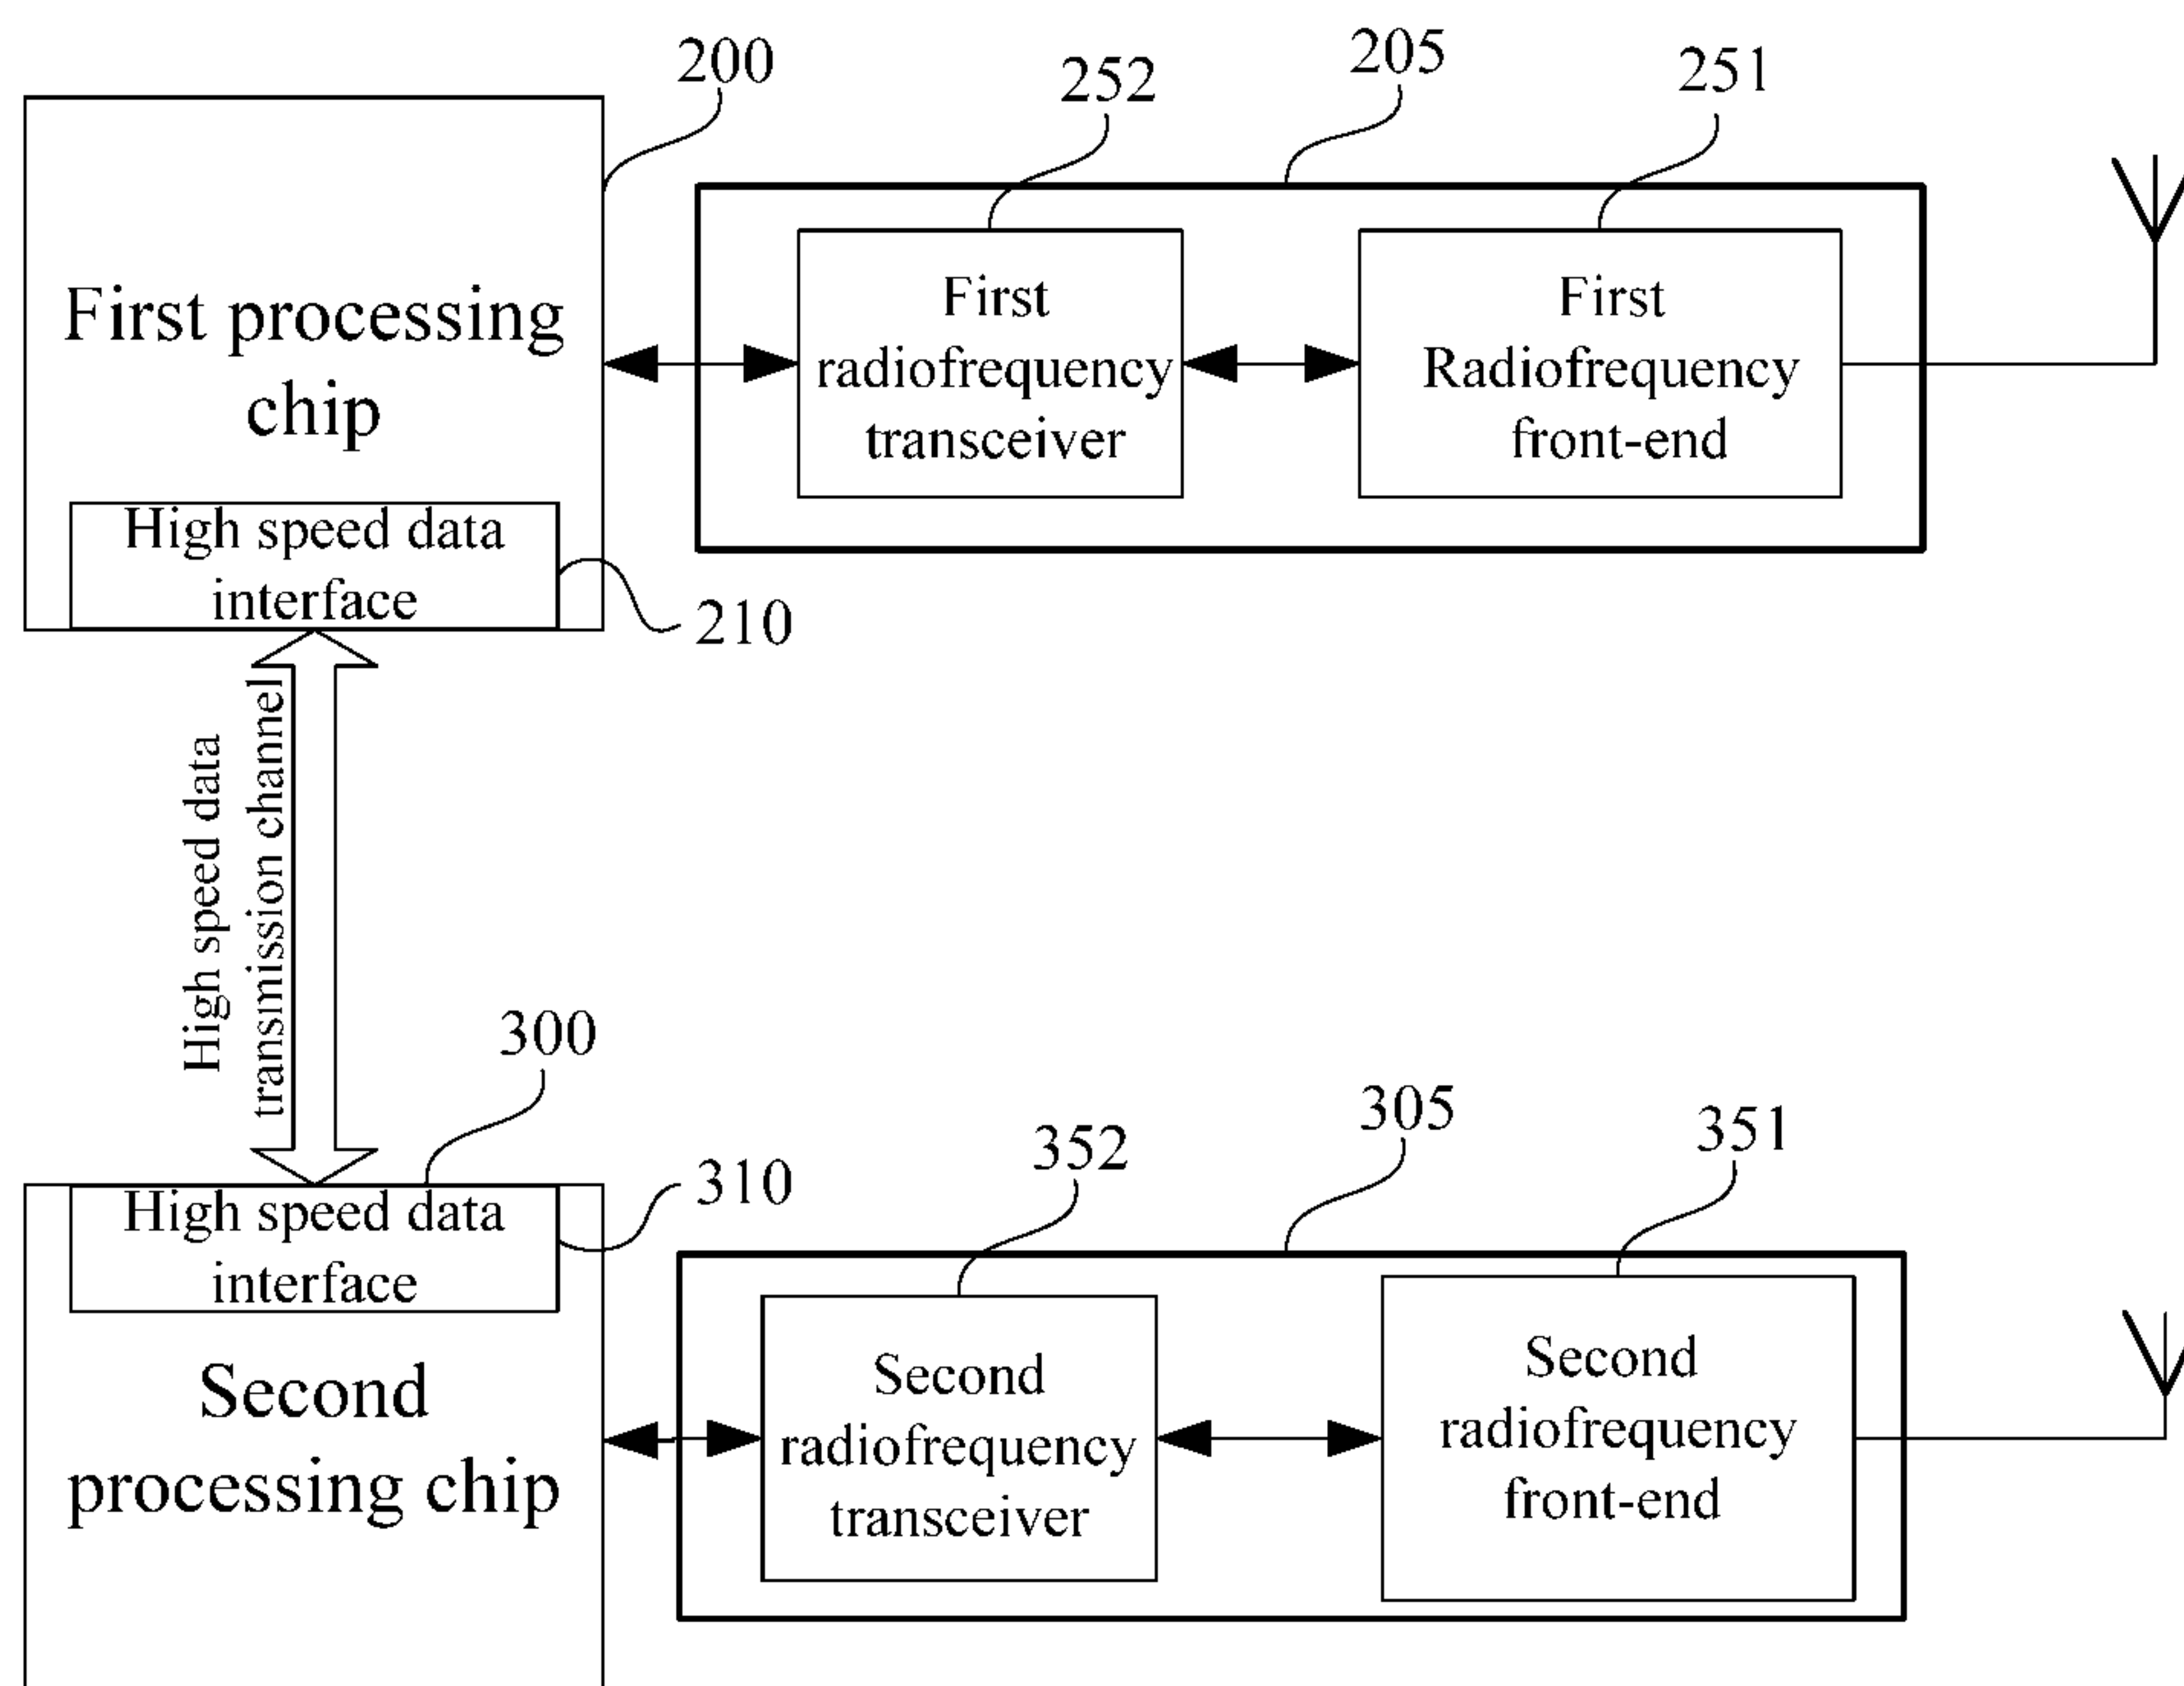 200
252
205
251
First processing
chip
First
radiofrequency
transceiver
First
Radiofrequency
front-end
High speed data
interface
210
High speed data
transmission channel
300
310
352
305
351
High speed data
interface
Second
processing chip
Second
radiofrequency
transceiver
Second
radiofrequency
front-end